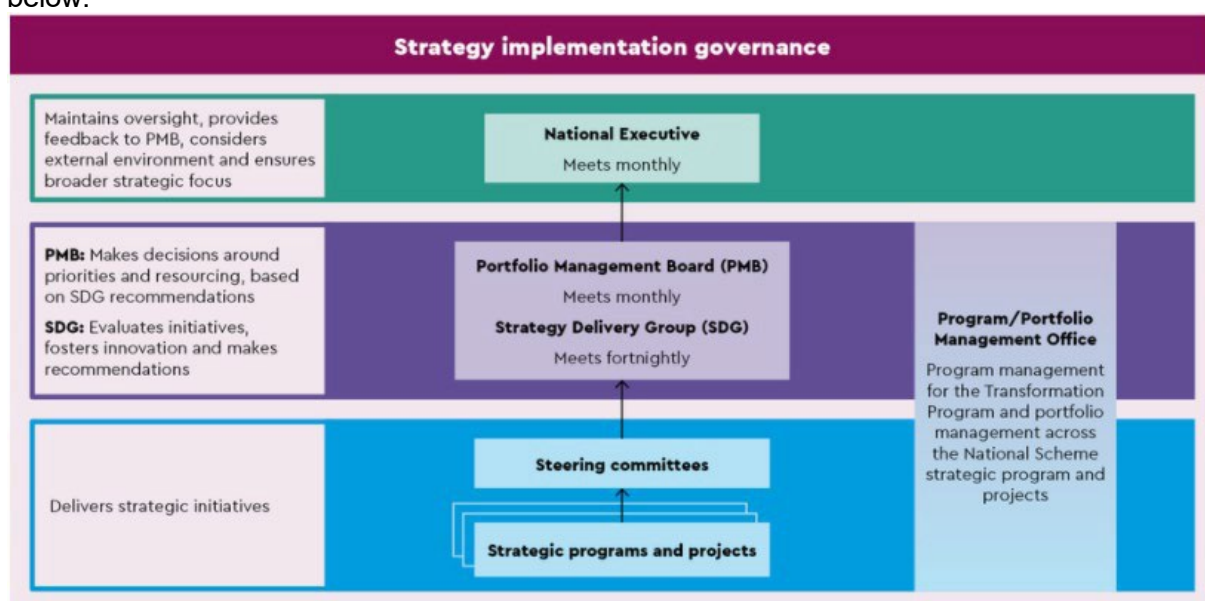 below.
Strategy implementation governance
Maintains oversight, provides
feedback to PMB, considers
external environment and ensures
broader strategic focus
National Executive
Meets monthly
PMB: Makes decisions around
priorities and resourcing, based
on SDG recommendations
SDG: Evaluates initiatives,
fosters innovation and makes
recommendations
Portfolio Management Board (PMB)
Meets monthly
Strategy Delivery Group (SDG)
Meets fortnightly
Program/Portfolio
Management Office
Program management
for the Transformation
Program and portfolio
management across
the National Scheme
strategic program and
projects
Delivers strategic initiatives
Steering committees
Strategic programs and projects